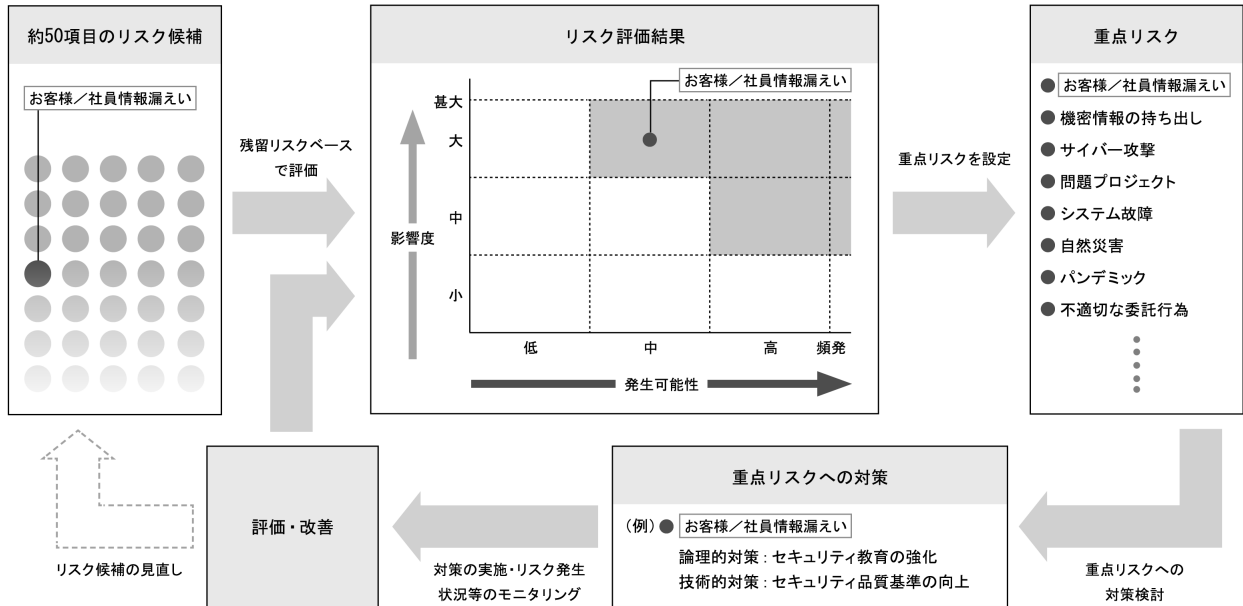 約50項目のリスク候補
お客様／社員情報漏えい
残留リスクベース
で評価
リスク評価結果
お客様／社員情報漏えい
甚大
大
中
小
影響度
低
中
高
頻発
発生可能性
重点リスクを設定
重点リスク
お客様／社員情報漏えい
機密情報の持ち出し
サイバー攻撃
問題プロジェクト
システム故障
自然災害
パンデミック
不適切な委託行為
重点リスクへの
対策検討
重点リスクへの対策
（例）● お客様／社員情報漏えい
論理的対策：セキュリティ教育の強化
技術的対策：セキュリティ品質基準の向上
対策の実施・リスク発生
状況等のモニタリング
評価・改善
リスク候補の見直し